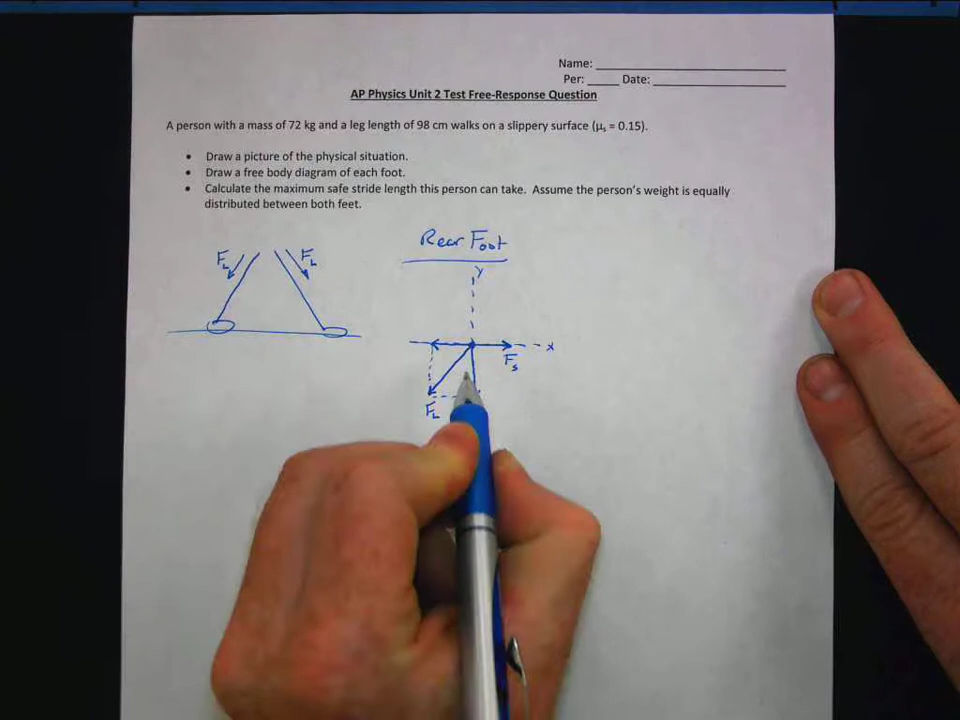 Name: ____________________
Per: _____ Date: ____________________
AP Physics Unit 2 Test Free-Response Question
A person with a mass of 72 kg and a leg length of 98 cm walks on a slippery surface (μs = 0.15).
• Draw a picture of the physical situation.
• Draw a free body diagram of each foot.
• Calculate the maximum safe stride length this person can take. Assume the person's weight is equally
distributed between both feet.
Rear Foot
FL FL
y
x
Fs
FL